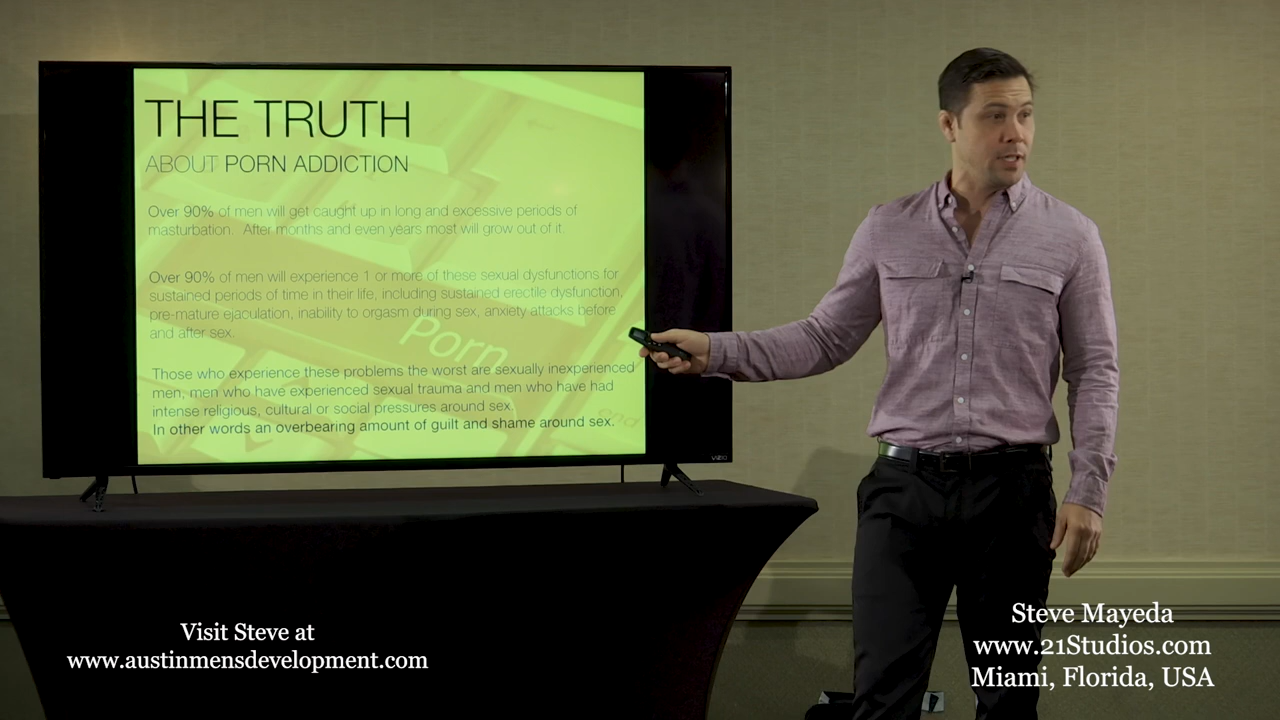 THE TRUTH
ABOUT PORN ADDICTION
Over 90% of men will get caught up in long and excessive periods of
masturbation. After months and even years most will grow out of it.
Over 90% of men will experience 1 or more of these sexual dysfunctions for
sustained periods of time in their life, including sustained erectile dysfunction,
pre-mature ejaculation, inability to orgasm during sex, anxiety attacks before
and after sex.
Porn
Those who experience these problems the worst are sexually inexperienced
men, men who have experienced sexual trauma and men who have had
intense religious, cultural or social pressures around sex.
end
In other words an overbearing amount of guilt and shame around sex.
VIZIO
Visit Steve at
www.austinmensdevelopment.com
Steve Mayeda
www.21Studios.com
Miami, Florida, USA